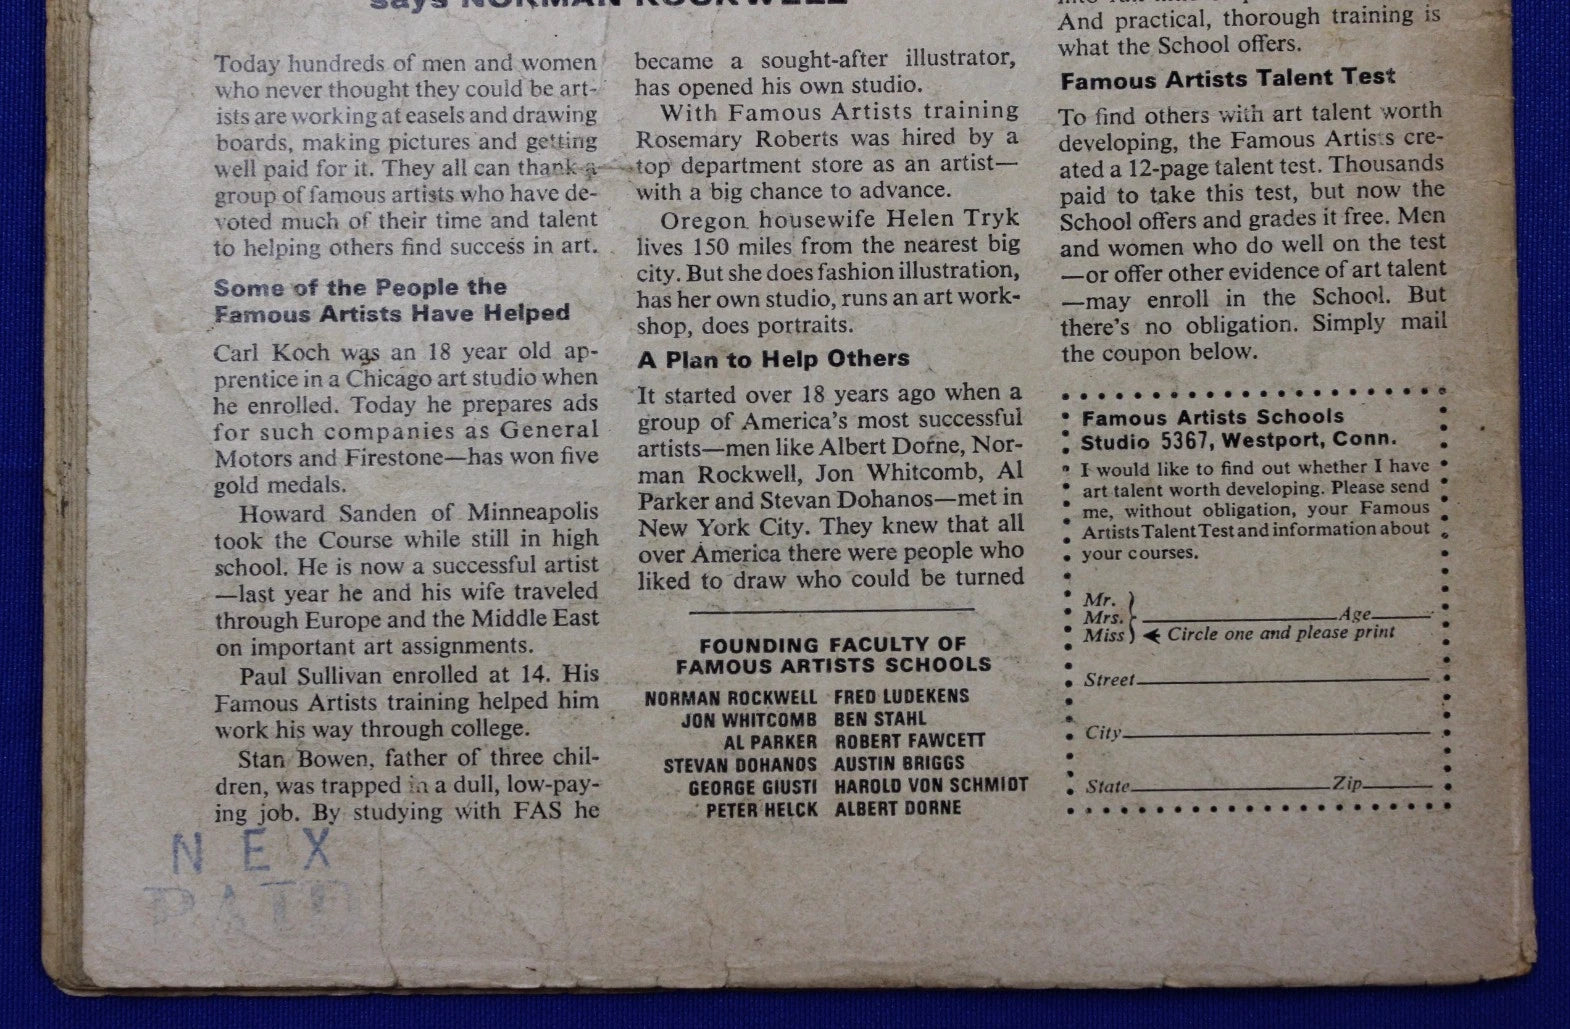 says NORMAN ROCKWELL
Today hundreds of men and women
who never thought they could be art-
ists are working at easels and drawing
boards, making pictures and getting
well paid for it. They all can thank a
group of famous artists who have de-
voted much of their time and talent
to helping others find success in art.
Some of the People the
Famous Artists Have Helped
Carl Koch was an 18 year old ap-
prentice in a Chicago art studio when
he enrolled. Today he prepares ads
for such companies as General
Motors and Firestone—has won five
gold medals.
Howard Sanden of Minneapolis
took the Course while still in high
school. He is now a successful artist
—last year he and his wife traveled
through Europe and the Middle East
on important art assignments.
Paul Sullivan enrolled at 14. His
Famous Artists training helped him
work his way through college.
Stan Bowen, father of three chil-
dren, was trapped in a dull, low-pay-
ing job. By studying with FAS he
became a sought-after illustrator,
has opened his own studio.
With Famous Artists training
Rosemary Roberts was hired by a
top department store as an artist—
with a big chance to advance.
Oregon housewife Helen Tryk
lives 150 miles from the nearest big
city. But she does fashion illustration,
has her own studio, runs an art work-
shop, does portraits.
A Plan to Help Others
It started over 18 years ago when a
group of America's most successful
artists—men like Albert Dorne, Nor-
man Rockwell, Jon Whitcomb, Al
Parker and Stevan Dohanos—met in
New York City. They knew that all
over America there were people who
liked to draw who could be turned
FOUNDING FACULTY OF
FAMOUS ARTISTS SCHOOLS
NORMAN ROCKWELL FRED LUDEKENS
JON WHITCOMB BEN STAHL
AL PARKER ROBERT FAWCETT
STEVAN DOHANOS AUSTIN BRIGGS
GEORGE GIUSTI HAROLD VON SCHMIDT
PETER HELCK ALBERT DORNE
And practical, thorough training is
what the School offers.
Famous Artists Talent Test
To find others with art talent worth
developing, the Famous Artists cre-
ated a 12-page talent test. Thousands
paid to take this test, but now the
School offers and grades it free. Men
and women who do well on the test
—or offer other evidence of art talent
—may enroll in the School. But
there's no obligation. Simply mail
the coupon below.
Famous Artists Schools
Studio 5367, Westport, Conn.
I would like to find out whether I have
art talent worth developing. Please send
me, without obligation, your Famous
Artists Talent Test and information about
your courses.
Mr.
Mrs. Age
Miss Circle one and please print
Street
City
State Zip
N E X